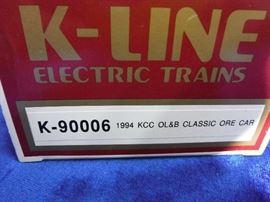 K-LINE
ELECTRIC TRAINS
K-90006 1994 KCC OL&B CLASSIC ORE CAR